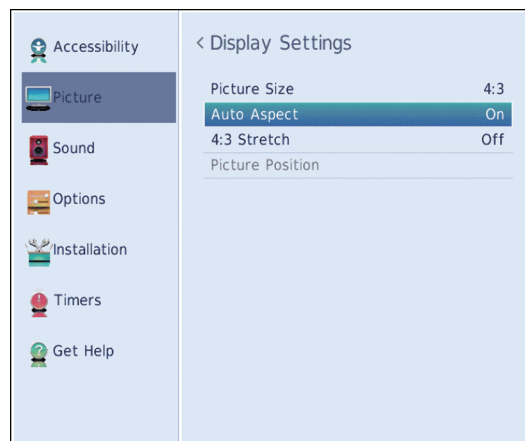 Accessibility
Picture
Sound
Options
Installation
Timers
Get Help
< Display Settings
Picture Size 4:3
Auto Aspect On
4:3 Stretch Off
Picture Position